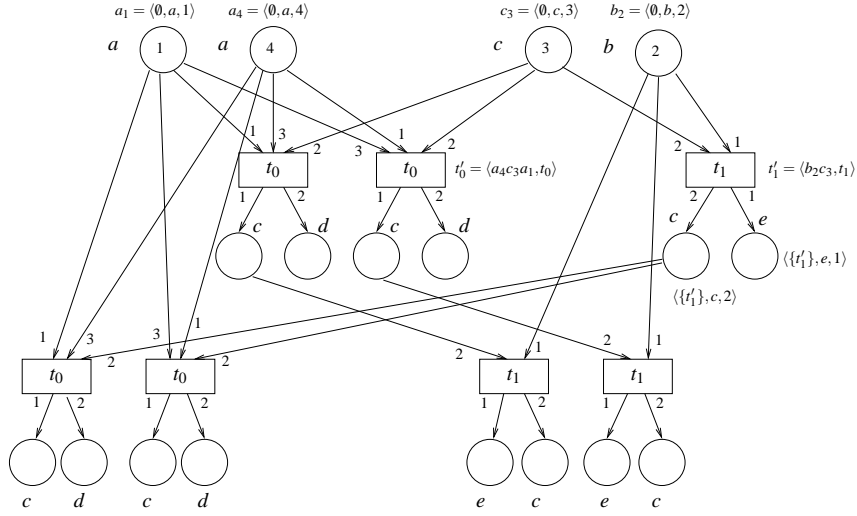 a₁ = ⟨∅,a,1⟩ a₄ = ⟨∅,a,4⟩ c₃ = ⟨∅,c,3⟩ b₂ = ⟨∅,b,2⟩
a 1 a 4 c 3 b 2
1 3 2 3 1 2 2 1
t₀ t₀ t′₀ = ⟨a₄c₃a₁,t₀⟩ t₁ t′₁ = ⟨b₂c₃,t₁⟩
1 2 1 2 2 1
c d c d c e
⟨{t′₁},e,1⟩
⟨{t′₁},c,2⟩
1 3 2 3 1 2 2 1 2 1
t₀ t₀ t₁ t₁
1 2 1 2 1 2 1 2
c d c d e c e c